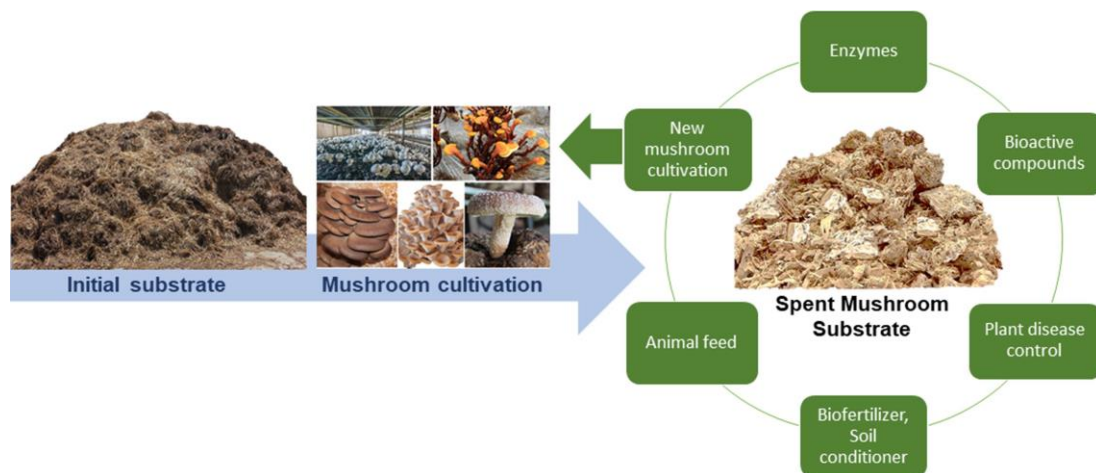 Initial substrate
Mushroom cultivation
New
mushroom
cultivation
Enzymes
Bioactive
compounds
Spent Mushroom
Substrate
Plant disease
control
Biofertilizer,
Soil
conditioner
Animal feed